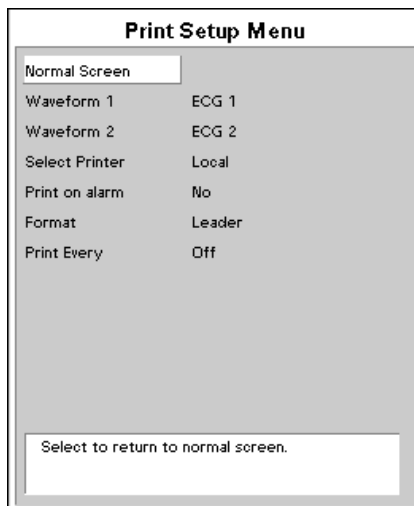 Print Setup Menu
Normal Screen
Waveform 1 ECG 1
Waveform 2 ECG 2
Select Printer Local
Print on alarm No
Format Leader
Print Every Off
Select to return to normal screen.